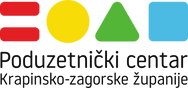 Poduzetnički centar
Krapinsko-zagorske županije